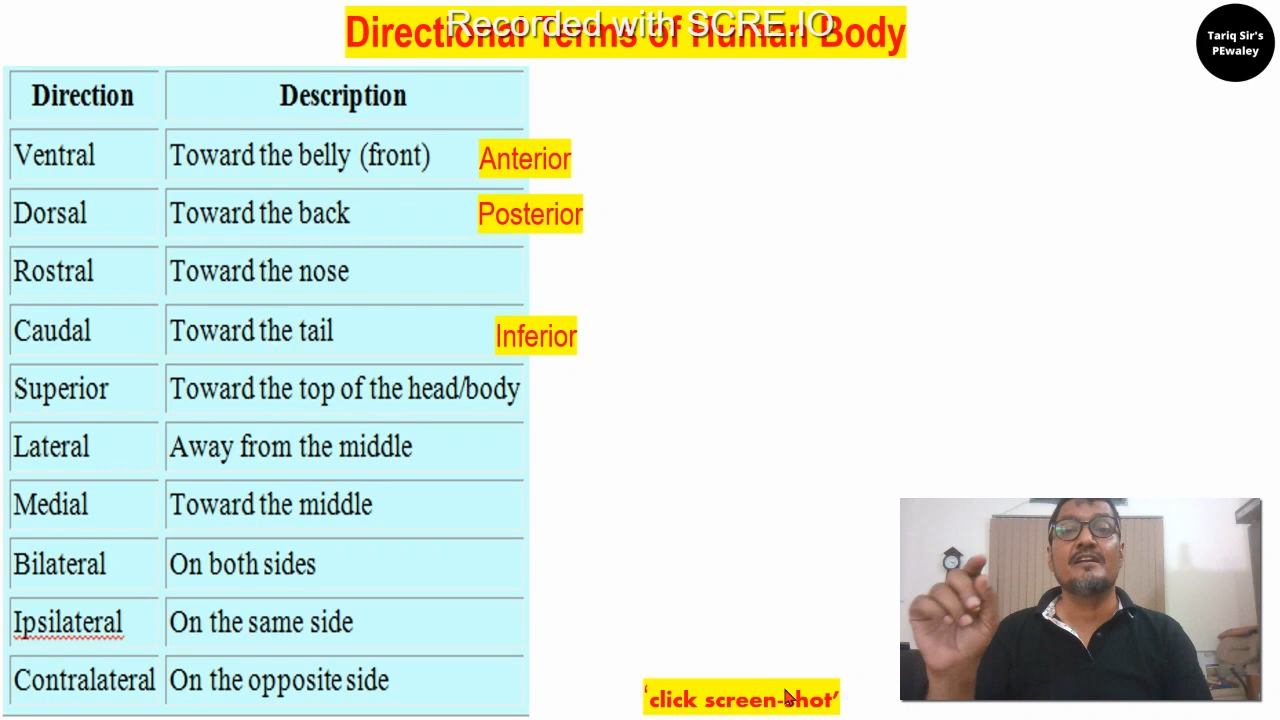 Recorded with SCRE.IO
Directional Terms of Human Body
Tariq Sir's
PEwaley
Direction Description
Ventral Toward the belly (front) Anterior
Dorsal Toward the back Posterior
Rostral Toward the nose
Caudal Toward the tail Inferior
Superior Toward the top of the head/body
Lateral Away from the middle
Medial Toward the middle
Bilateral On both sides
Ipsilateral On the same side
Contralateral On the opposite side
‘click screen-shot’